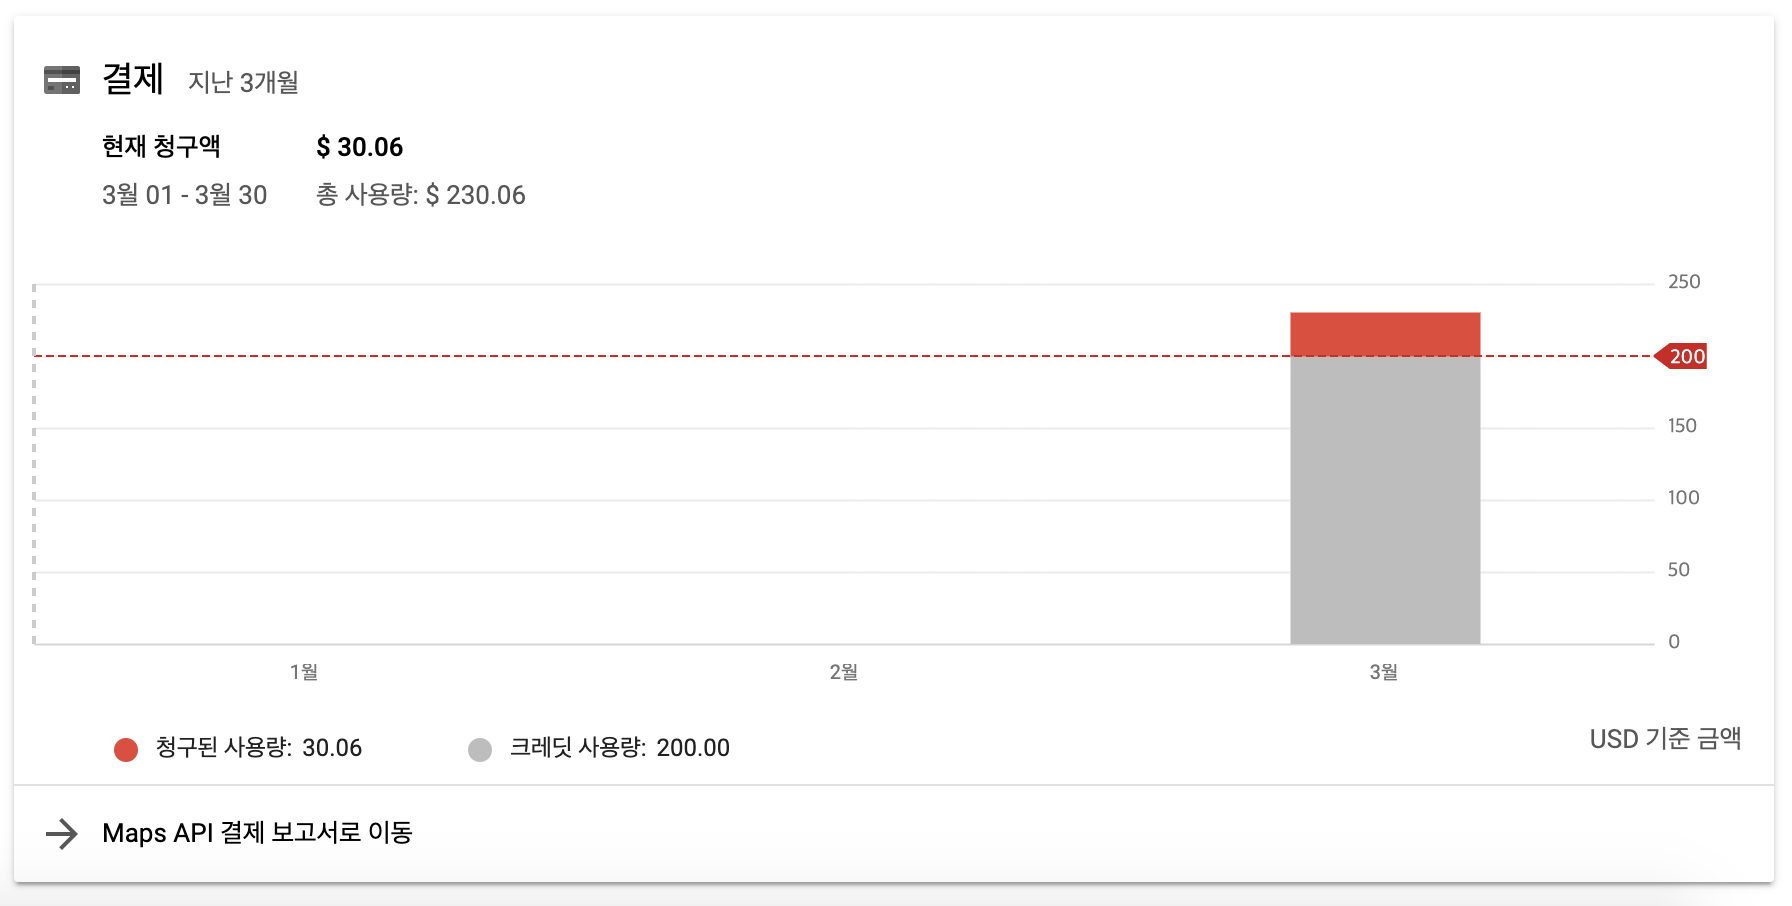 결제 지난 3개월
현재 청구액 $ 30.06
3월 01 - 3월 30 총 사용량: $ 230.06
250
200
150
100
50
0
1월 2월 3월
청구된 사용량: 30.06 크레딧 사용량: 200.00
USD 기준 금액
Maps API 결제 보고서로 이동